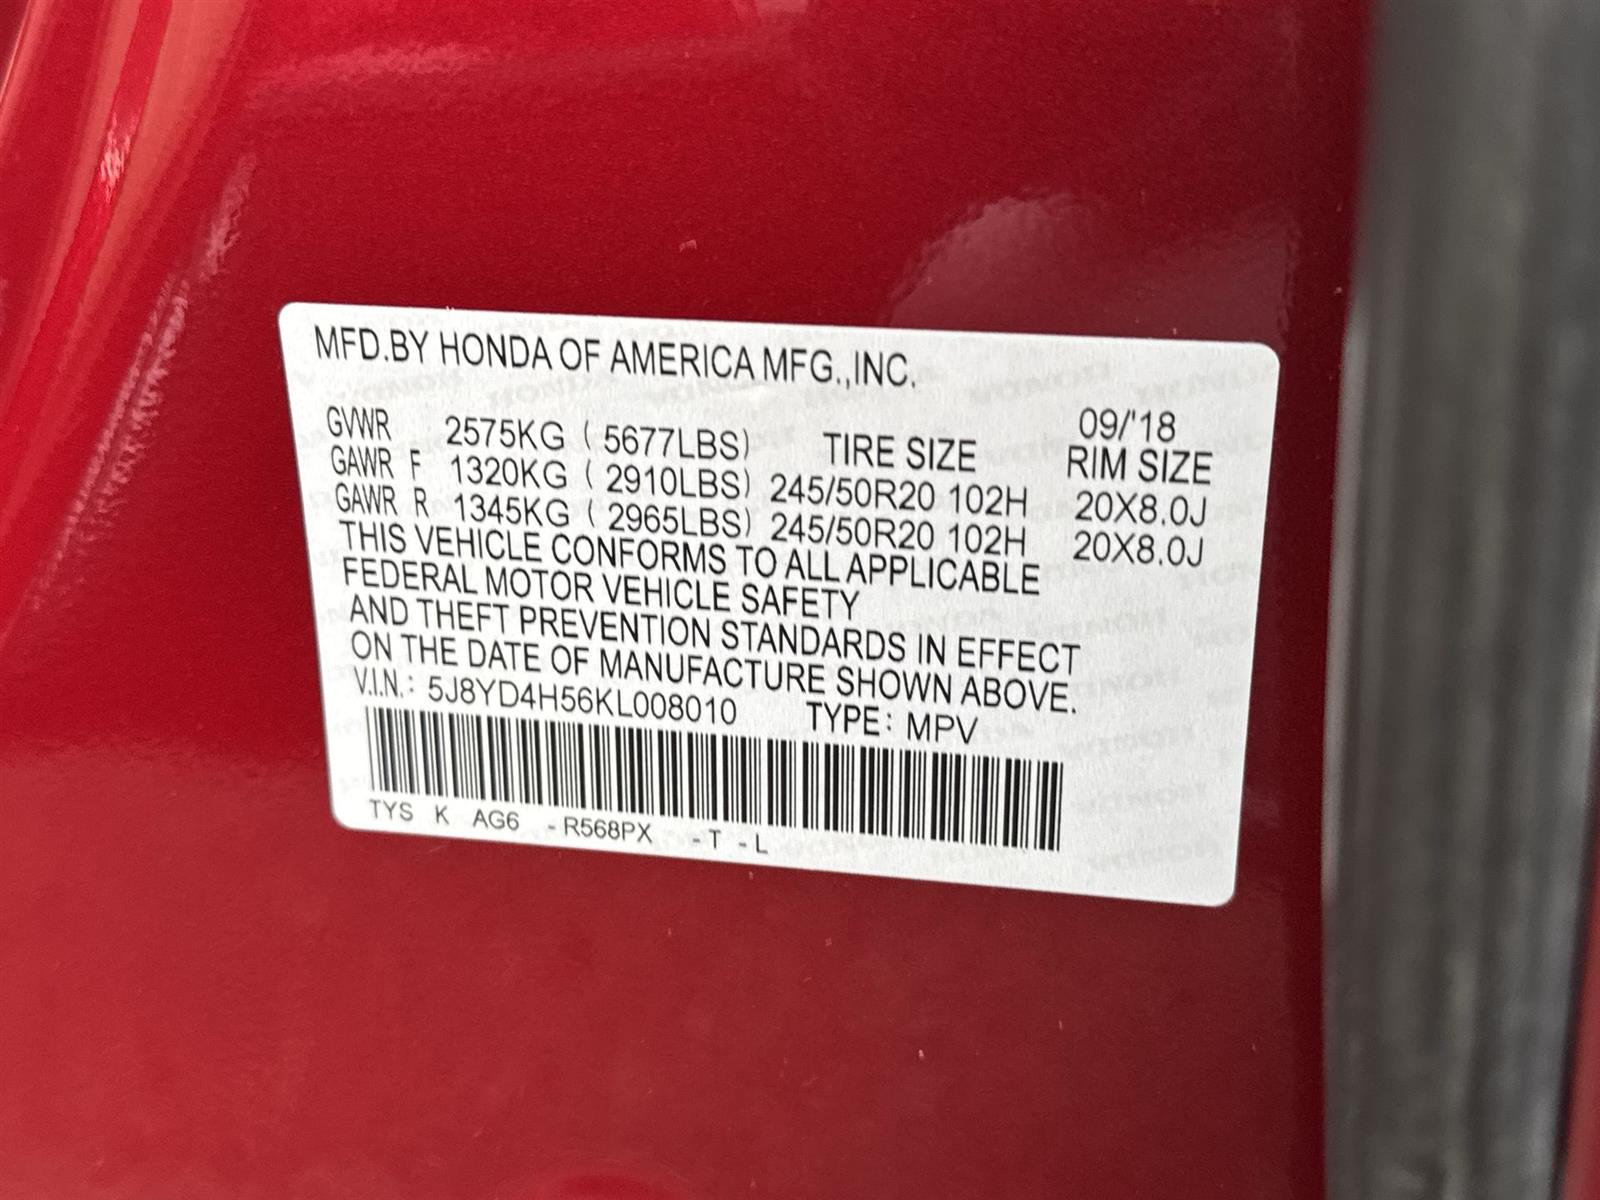 MFD.BY HONDA OF AMERICA MFG.,INC.
09/'18
GVWR 2575KG ( 5677LBS) TIRE SIZE RIM SIZE
GAWR F 1320KG ( 2910LBS) 245/50R20 102H 20X8.0J
GAWR R 1345KG ( 2965LBS) 245/50R20 102H 20X8.0J
THIS VEHICLE CONFORMS TO ALL APPLICABLE
FEDERAL MOTOR VEHICLE SAFETY
AND THEFT PREVENTION STANDARDS IN EFFECT
ON THE DATE OF MANUFACTURE SHOWN ABOVE.
V.I.N.: 5J8YD4H56KL008010 TYPE: MPV
TYS K AG6 -R568PX -T -L